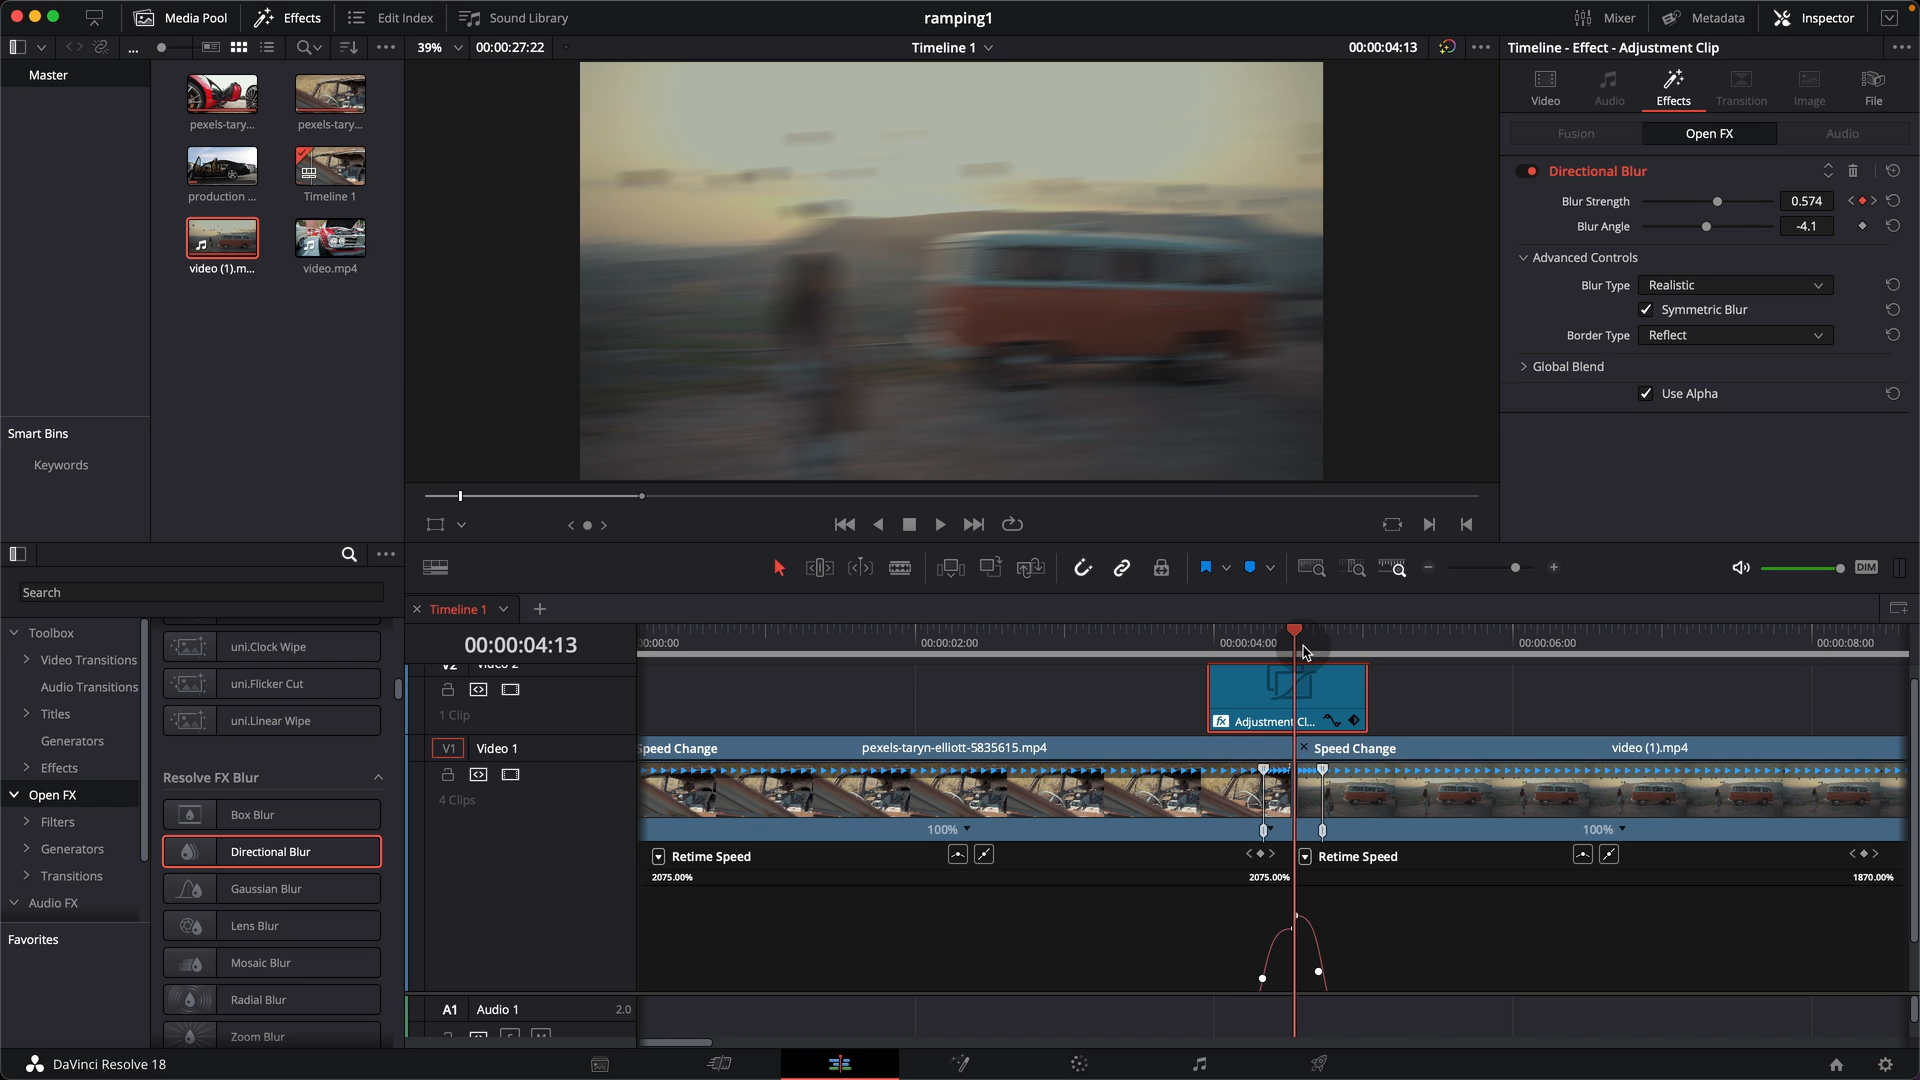 Media Pool
Effects
Edit Index
Sound Library
ramping1
Mixer
Metadata
Inspector
39%
00:00:27:22
Timeline 1
00:00:04:13
Timeline - Effect - Adjustment Clip
Master
pexels-tary...
pexels-tary...
production ...
Timeline 1
video (1).m...
video.mp4
Smart Bins
Keywords
Video
Audio
Effects
Transition
Image
File
Fusion
Open FX
Audio
Directional Blur
Blur Strength
0.574
Blur Angle
-4.1
Advanced Controls
Blur Type
Realistic
Symmetric Blur
Border Type
Reflect
Global Blend
Use Alpha
Search
Toolbox
Video Transitions
Audio Transitions
Titles
Generators
Effects
Open FX
Filters
Generators
Transitions
Audio FX
Favorites
uni.Clock Wipe
uni.Flicker Cut
uni.Linear Wipe
Resolve FX Blur
Box Blur
Directional Blur
Gaussian Blur
Lens Blur
Mosaic Blur
Radial Blur
Zoom Blur
DIM
Timeline 1
00:00:04:13
00:00:00
00:00:02:00
00:00:04:00
00:00:06:00
00:00:08:00
V2 Video 2
1 Clip
fx Adjustment Cl...
V1 Video 1
4 Clips
Speed Change
pexels-taryn-elliott-5835615.mp4
Speed Change
video (1).mp4
100%
100%
Retime Speed
Retime Speed
2075.00%
2075.00%
1870.00%
A1 Audio 1 2.0
S M
DaVinci Resolve 18